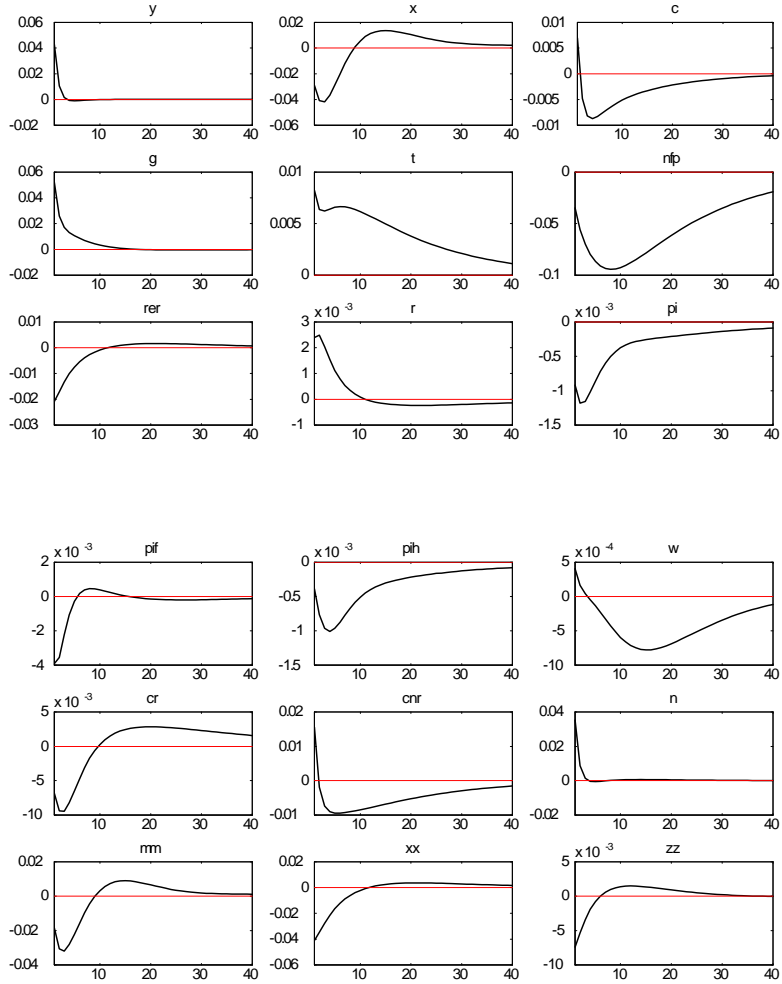 y
0.06
0.04
0.02
0
-0.02
10 20 30 40
x
0.02
0
-0.02
-0.04
-0.06
10 20 30 40
c
0.01
0.005
0
-0.005
-0.01
10 20 30 40
g
0.06
0.04
0.02
0
-0.02
10 20 30 40
t
0.01
0.005
0
10 20 30 40
nfp
0
-0.05
-0.1
10 20 30 40
rer
0.01
0
-0.01
-0.02
-0.03
10 20 30 40
r
x 10 -3
3
2
1
0
-1
10 20 30 40
pi
x 10 -3
0
-0.5
-1
-1.5
10 20 30 40
pif
x 10 -3
2
0
-2
-4
10 20 30 40
pih
x 10 -3
0
-0.5
-1
-1.5
10 20 30 40
w
x 10 -4
5
0
-5
-10
10 20 30 40
cr
x 10 -3
5
0
-5
-10
10 20 30 40
cnr
0.02
0.01
0
-0.01
10 20 30 40
n
0.04
0.02
0
-0.02
10 20 30 40
mm
0.02
0
-0.02
-0.04
10 20 30 40
xx
0.02
0
-0.02
-0.04
-0.06
10 20 30 40
zz
x 10 -3
5
0
-5
-10
10 20 30 40